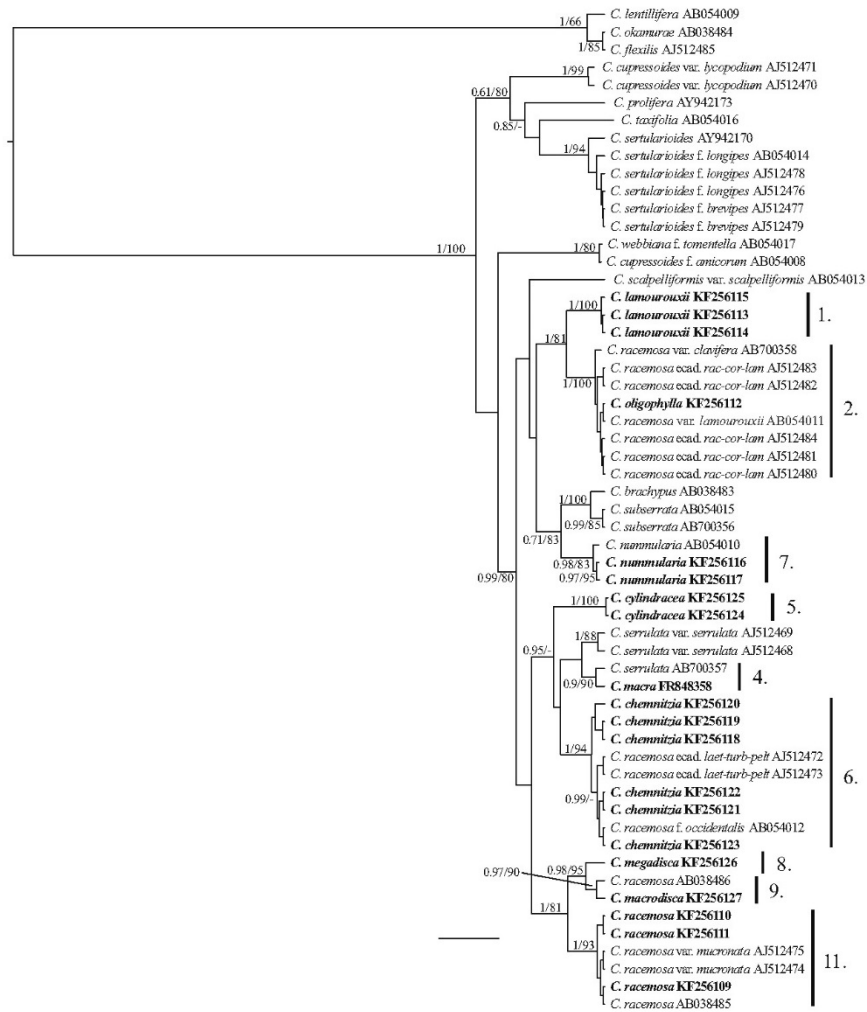 C. lentillifera AB054009
1/66
C. okamurae AB038484
1/85
C. flexilis AJ512485
C. cupressoides var. lycopodium AJ512471
1/99
C. cupressoides var. lycopodium AJ512470
0.61/80
C. prolifera AY942173
0.85/-
C. taxifolia AB054016
C. sertularioides AY942170
1/94
C. sertularioides f. longipes AB054014
C. sertularioides f. longipes AJ512478
C. sertularioides f. longipes AJ512476
C. sertularioides f. brevipes AJ512477
C. sertularioides f. brevipes AJ512479
1/100
C. webbiana f. tomentella AB054017
1/80
C. cupressoides f. amicorum AB054008
C. scalpelliformis var. scalpelliformis AB054013
C. lamourouxii KF256115
1/100
C. lamourouxii KF256113
1.
C. lamourouxii KF256114
1/81
C. racemosa var. clavifera AB700358
C. racemosa ecad. rac-cor-lam AJ512483
1/100
C. racemosa ecad. rac-cor-lam AJ512482
C. oligophylla KF256112
2.
C. racemosa var. lamourouxii AB054011
C. racemosa ecad. rac-cor-lam AJ512484
C. racemosa ecad. rac-cor-lam AJ512481
C. racemosa ecad. rac-cor-lam AJ512480
C. brachypus AB038483
1/100
C. subserrata AB054015
0.99/85
C. subserrata AB700356
0.71/83
C. nummularia AB054010
0.98/83
C. nummularia KF256116
7.
0.97/95
C. nummularia KF256117
0.99/80
C. cylindracea KF256125
1/100
5.
C. cylindracea KF256124
C. serrulata var. serrulata AJ512469
1/88
C. serrulata var. serrulata AJ512468
0.95/-
C. serrulata AB700357
0.9/90
4.
C. macra FR848358
C. chemnitzia KF256120
C. chemnitzia KF256119
C. chemnitzia KF256118
1/94
C. racemosa ecad. laet-turb-pelt AJ512472
6.
C. racemosa ecad. laet-turb-pelt AJ512473
C. chemnitzia KF256122
0.99/-
C. chemnitzia KF256121
C. racemosa f. occidentalis AB054012
C. chemnitzia KF256123
C. megadisca KF256126
8.
0.97/90
0.98/95
C. racemosa AB038486
9.
C. macrodisca KF256127
1/81
C. racemosa KF256110
C. racemosa KF256111
1/93
C. racemosa var. mucronata AJ512475
11.
C. racemosa var. mucronata AJ512474
C. racemosa KF256109
C. racemosa AB038485